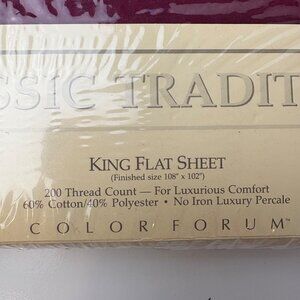 SSIC TRADIT
KING FLAT SHEET
(Finished size 108" x 102")
200 Thread Count — For Luxurious Comfort
60% Cotton/40% Polyester • No Iron Luxury Percale
COLOR FORUM™